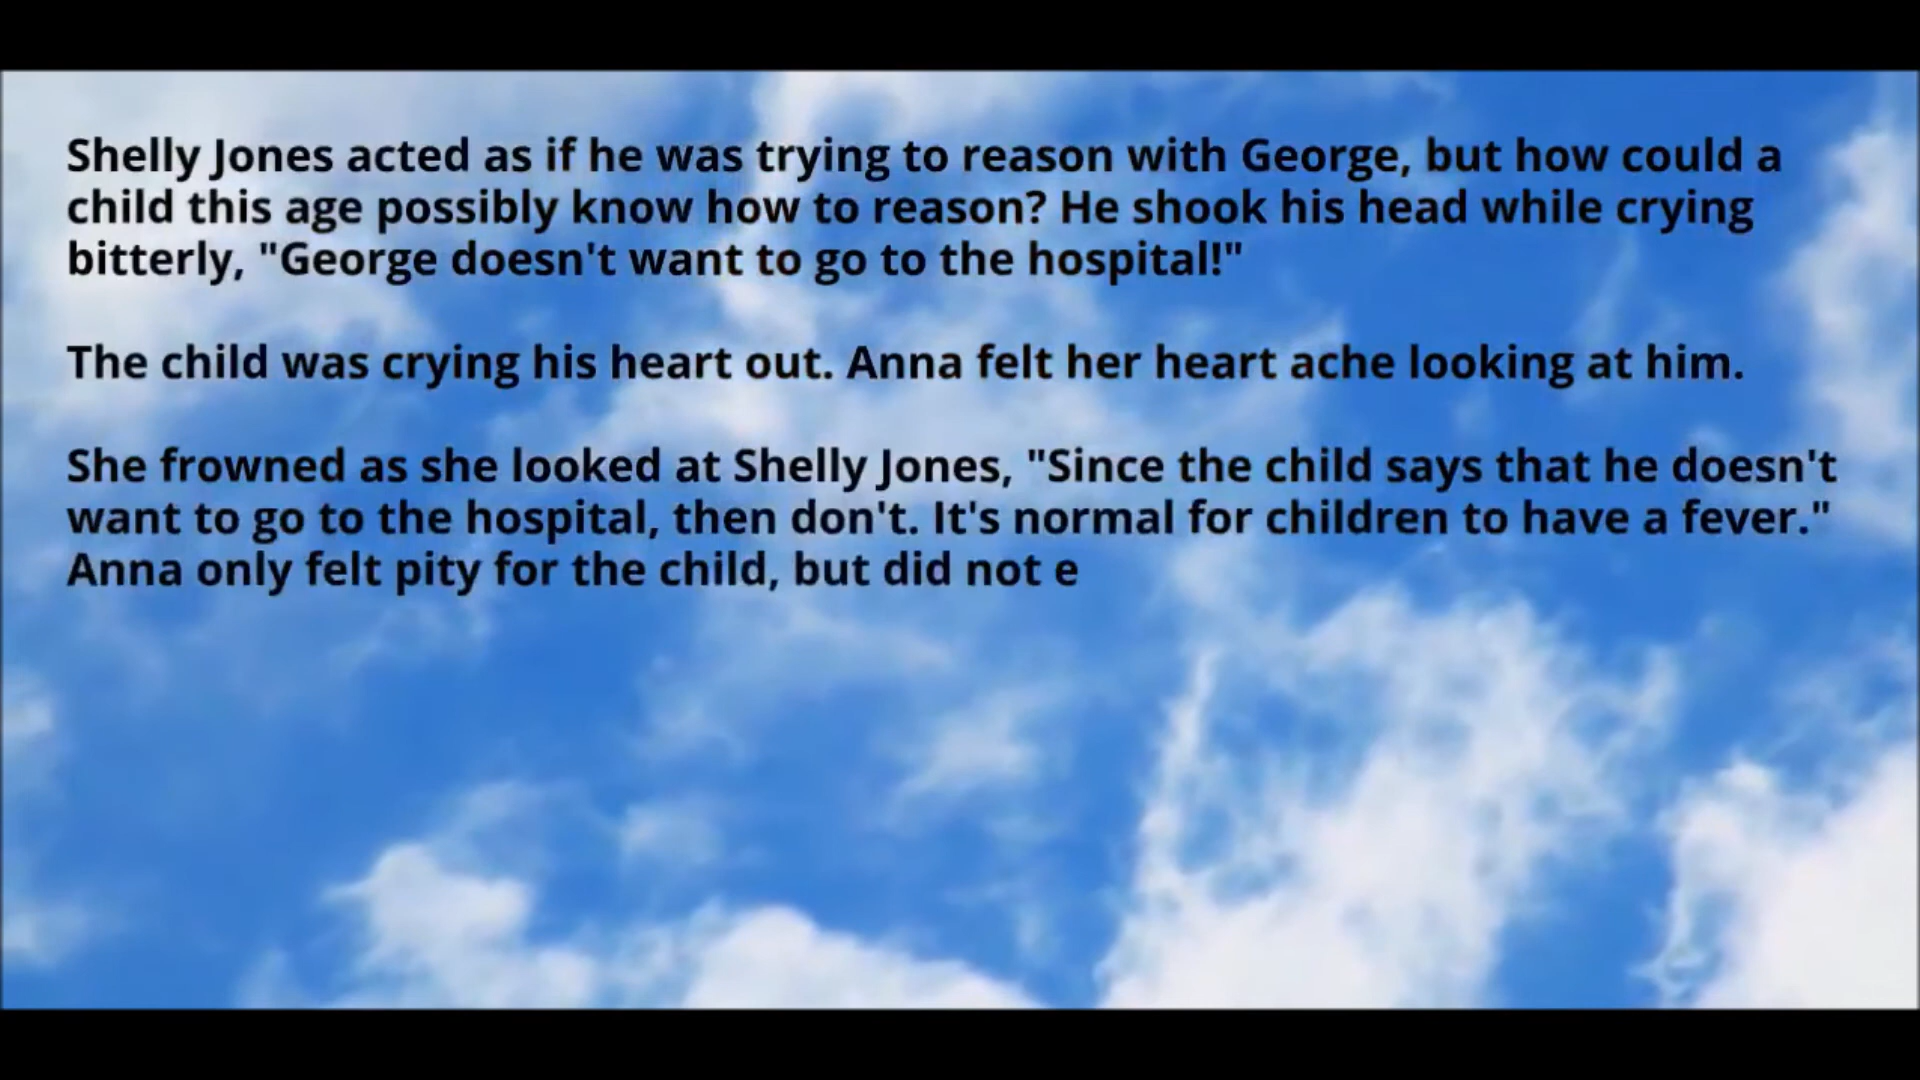 Shelly Jones acted as if he was trying to reason with George, but how could a
child this age possibly know how to reason? He shook his head while crying
bitterly, "George doesn't want to go to the hospital!"
The child was crying his heart out. Anna felt her heart ache looking at him.
She frowned as she looked at Shelly Jones, "Since the child says that he doesn't
want to go to the hospital, then don't. It's normal for children to have a fever."
Anna only felt pity for the child, but did not e